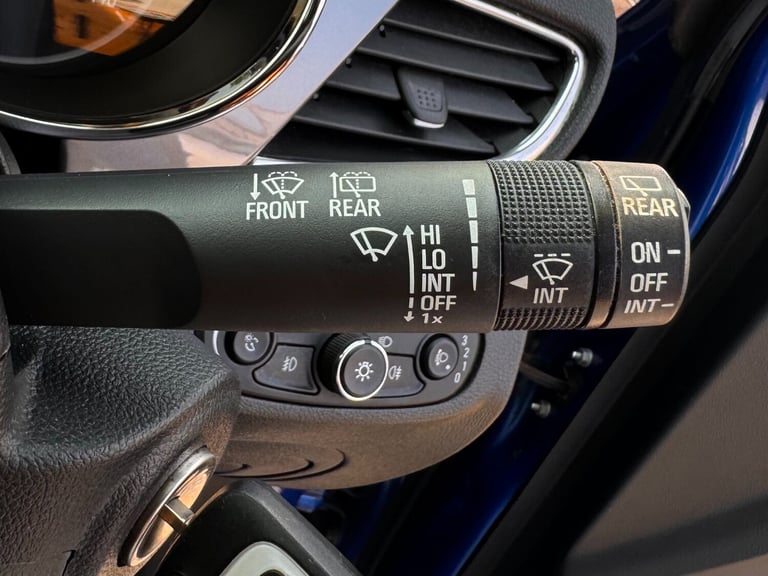 FRONT
REAR
HI
LO
INT
OFF
1x
INT
REAR
ON
OFF
INT
3
2
1
0